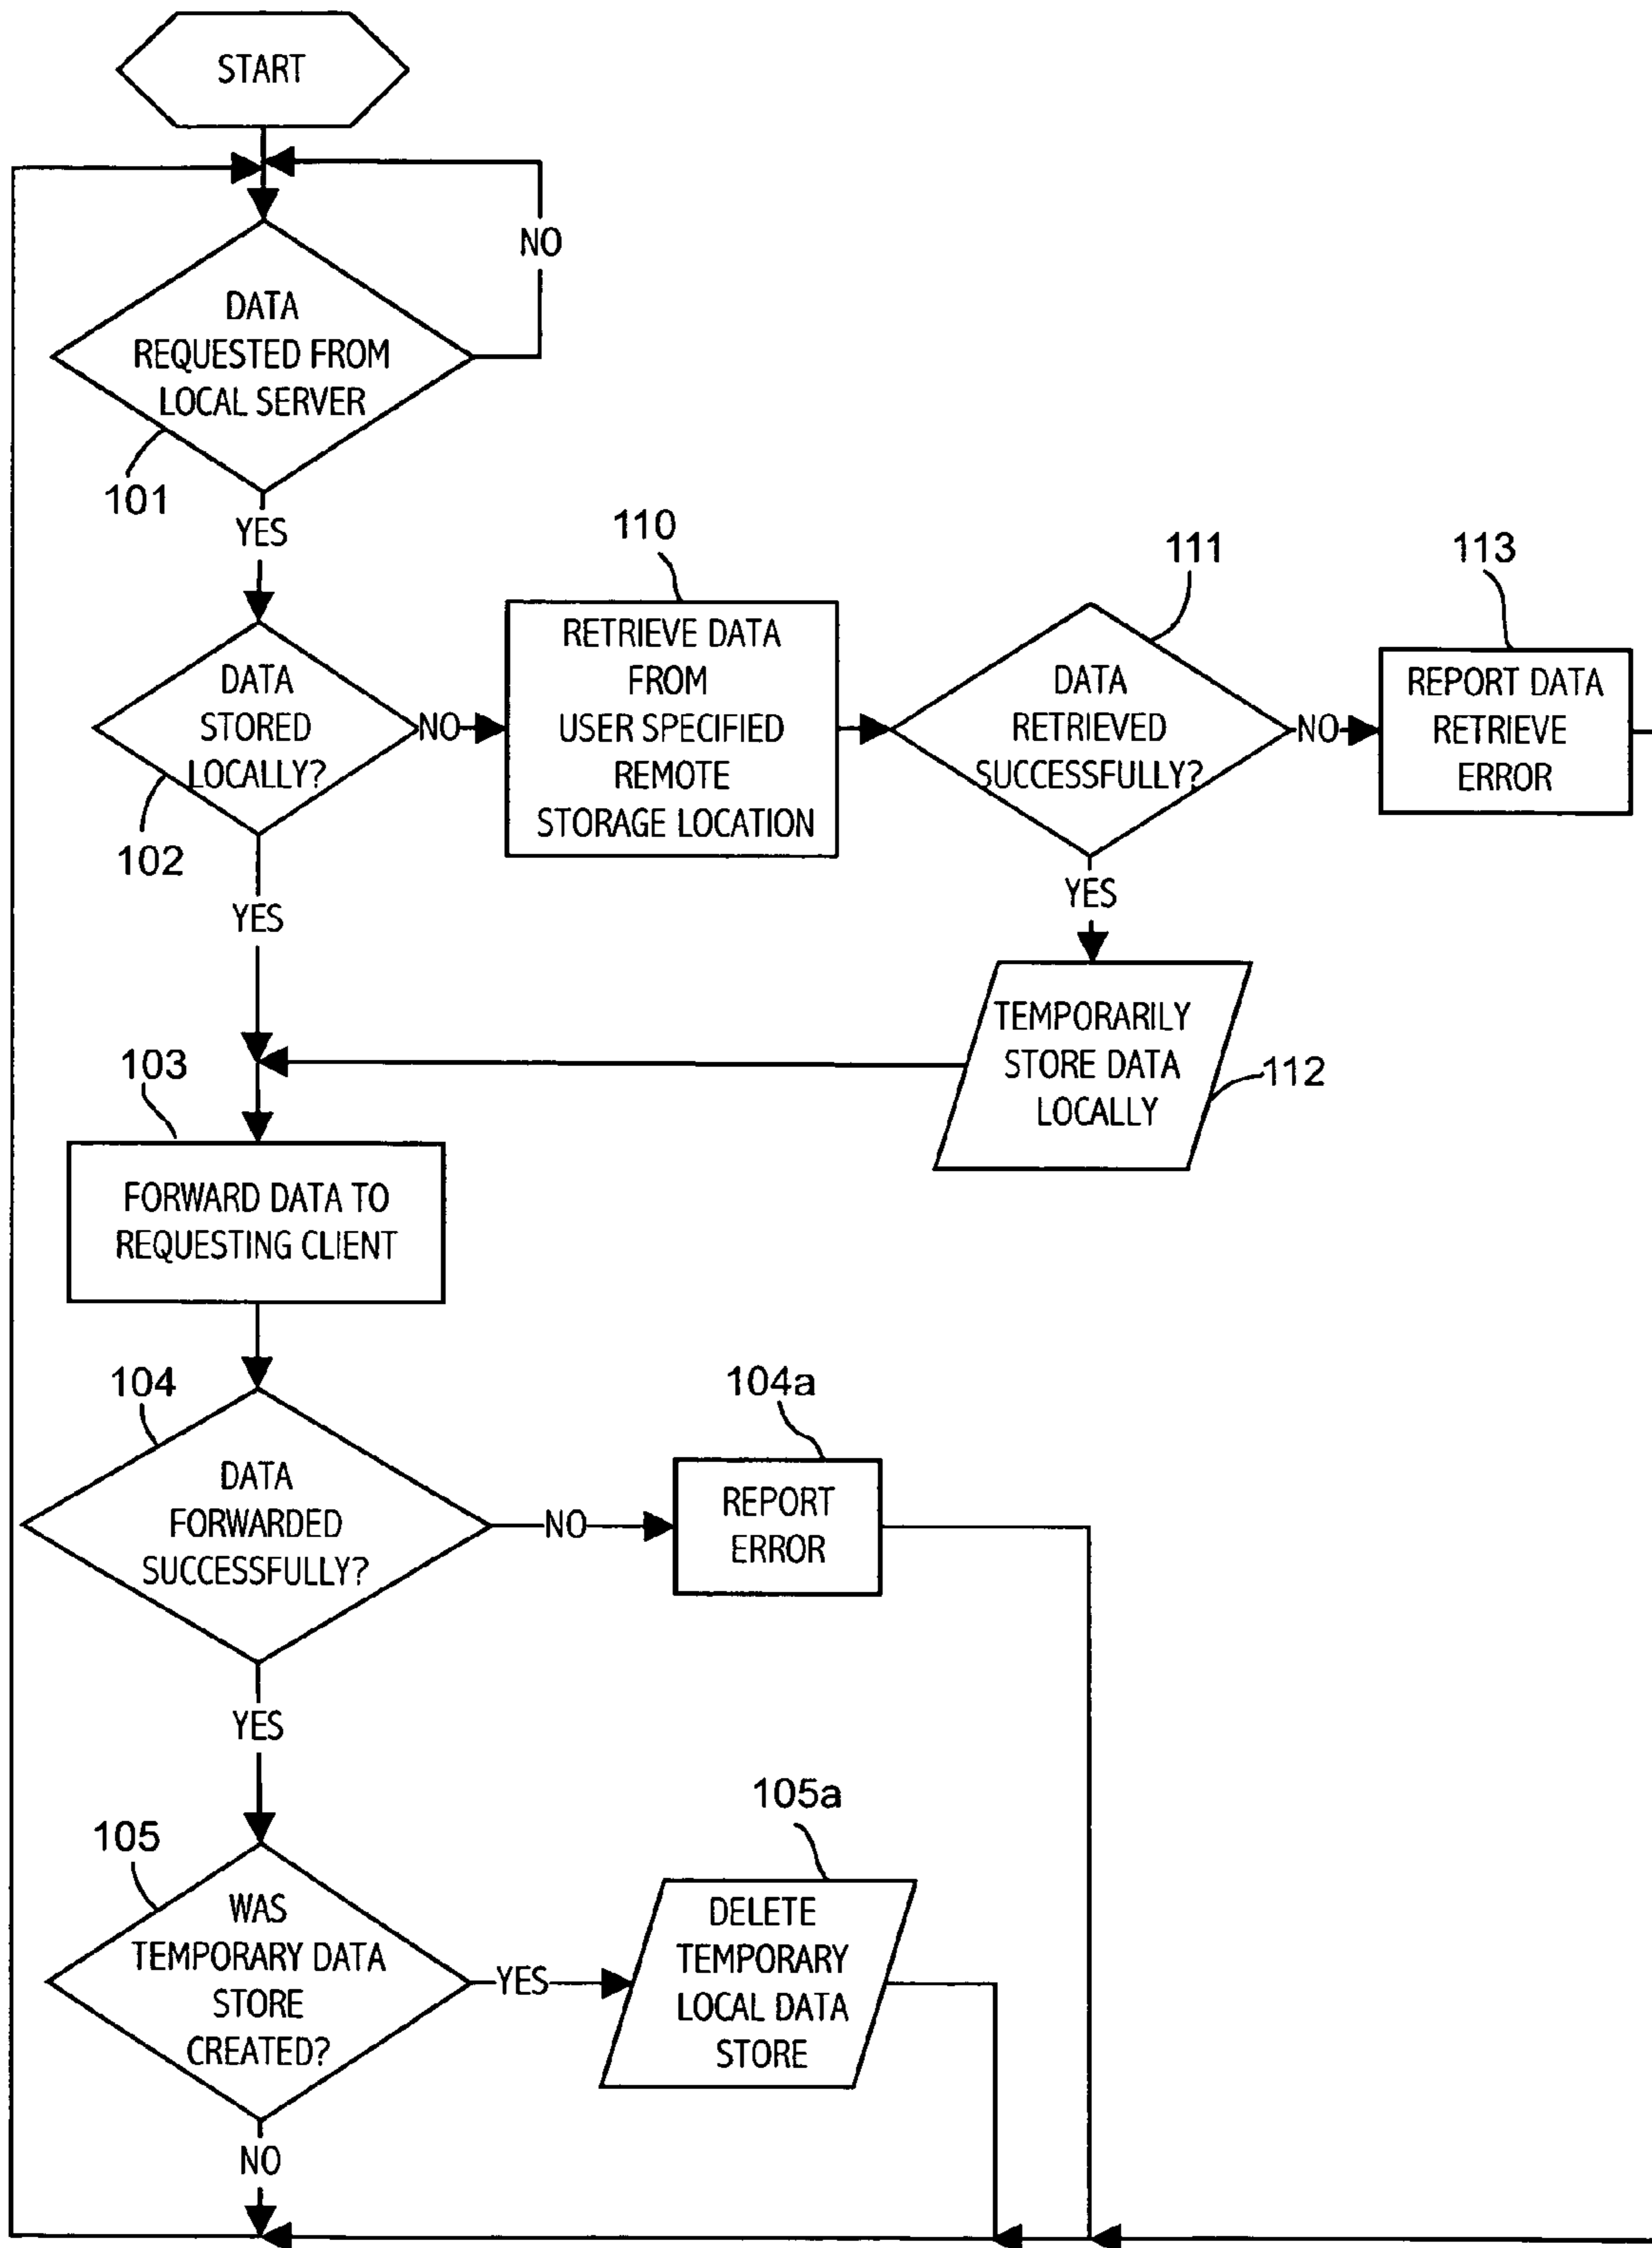 START
NO
DATA
REQUESTED FROM
LOCAL SERVER
101
YES
110
111
113
DATA
STORED
LOCALLY?
102
NO
RETRIEVE DATA
FROM
USER SPECIFIED
REMOTE
STORAGE LOCATION
DATA
RETRIEVED
SUCCESSFULLY?
NO
REPORT DATA
RETRIEVE
ERROR
YES
YES
TEMPORARILY
STORE DATA
LOCALLY
112
103
FORWARD DATA TO
REQUESTING CLIENT
104
DATA
FORWARDED
SUCCESSFULLY?
NO
104a
REPORT
ERROR
YES
105
WAS
TEMPORARY DATA
STORE
CREATED?
YES
105a
DELETE
TEMPORARY
LOCAL DATA
STORE
NO